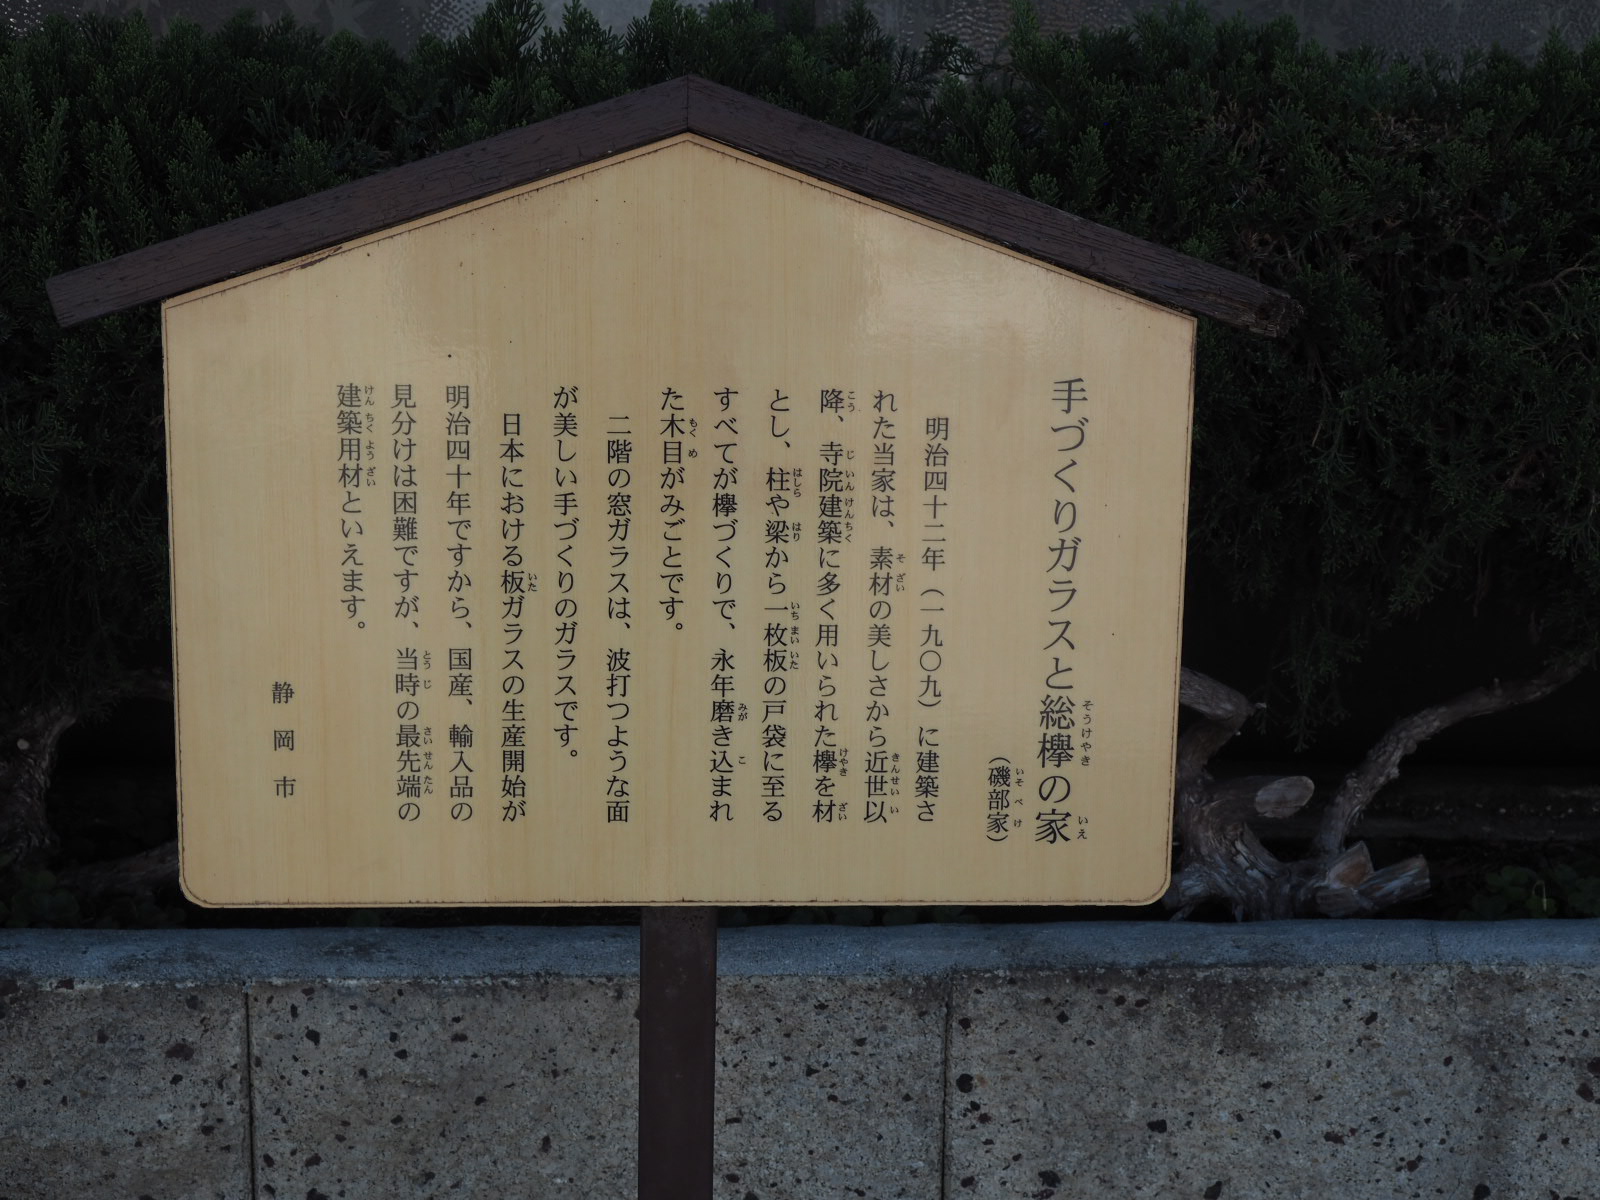 手づくりガラスと総欅の家
（磯部家）
明治四十二年（一九〇九）に建築さ
れた当家は、素材の美しさから近世以
降、寺院建築に多く用いられた欅を材
とし、柱や梁から一枚板の戸袋に至る
すべてが欅づくりで、永年磨き込まれ
た木目がみごとです。
二階の窓ガラスは、波打つような面
が美しい手づくりのガラスです。
日本における板ガラスの生産開始が
明治四十年ですから、国産、輸入品の
見分けは困難ですが、当時の最先端の
建築用材といえます。
静岡市